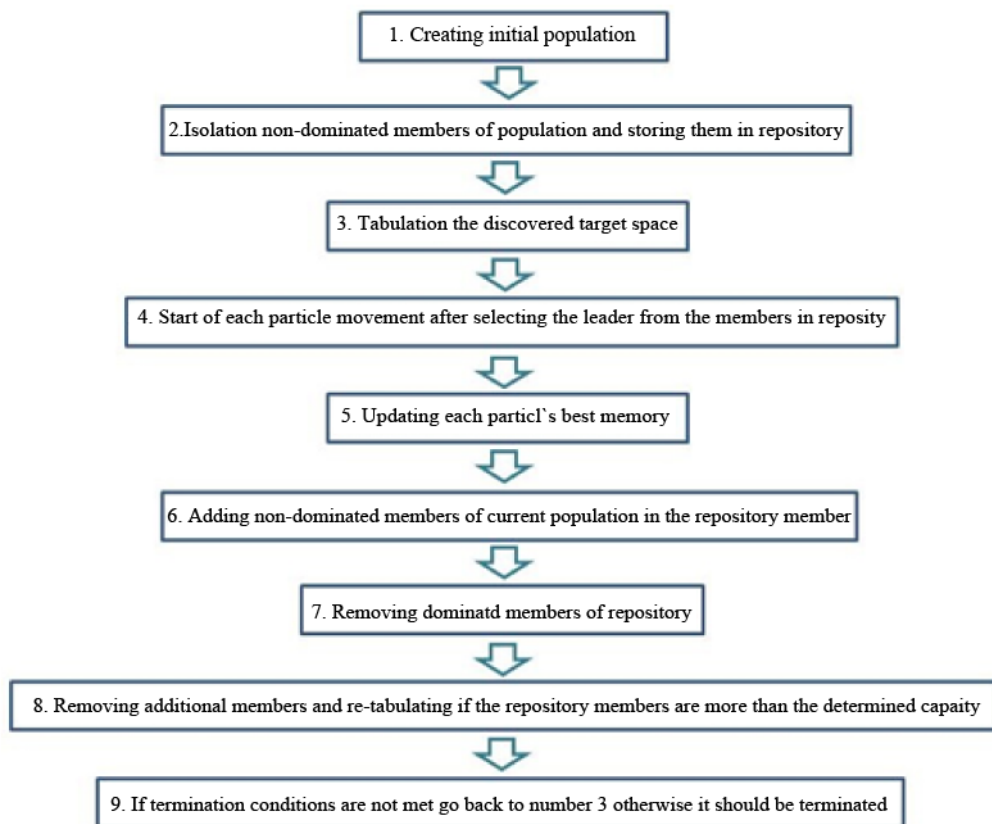 1. Creating initial population
2.Isolation non-dominated members of population and storing them in repository
3. Tabulation the discovered target space
4. Start of each particle movement after selecting the leader from the members in reposity
5. Updating each particl`s best memory
6. Adding non-dominated members of current population in the repository member
7. Removing dominatd members of repository
8. Removing additional members and re-tabulating if the repository members are more than the determined capaity
9. If termination conditions are not met go back to number 3 otherwise it should be terminated